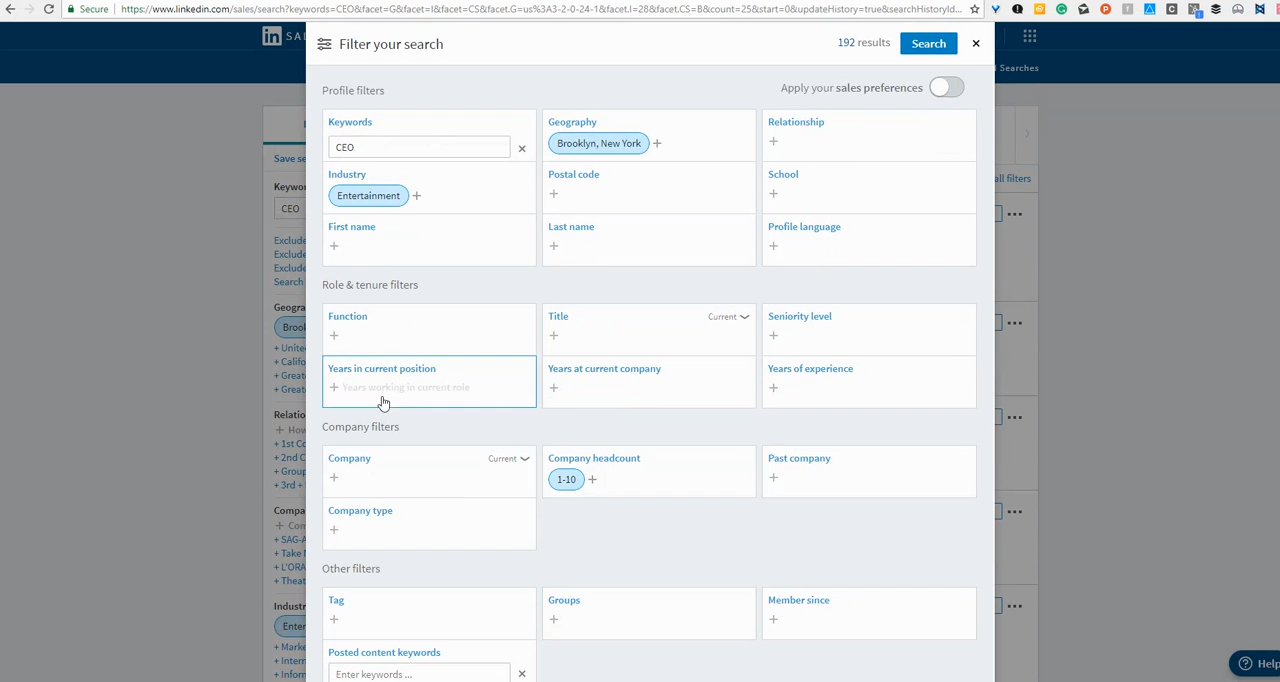 Secure
https://www.linkedin.com/sales/search?keywords=CEO&facet=G&facet=I&facet=CS&facet.G=us%3A3-2-0-24-1&facet.I=28&facet.CS=B&count=25&start=0&updateHistory=true&searchHistoryId...
in SAL
Searches
Filter your search
192 results
Search
Profile filters
Apply your sales preferences
Keywords
CEO
Geography
Brooklyn, New York
Relationship
Industry
Entertainment
Postal code
School
First name
Last name
Profile language
Role & tenure filters
Function
Title
Current
Seniority level
Years in current position
+ Years working in current role
Years at current company
Years of experience
Company filters
Company
Current
Company headcount
1-10
Past company
Company type
Other filters
Tag
Groups
Member since
Posted content keywords
Enter keywords ...
Save se
Keywor
CEO
Exclude
Exclude
Exclude
Search
Geogra
Brook
+ Unite
+ Califo
+ Great
+ Great
Relatio
+ How
+ 1st Co
+ 2nd C
+ Group
+ 3rd +
Compa
+ Com
+ SAG-A
+ Take
+ L'ORA
+ Theat
Industr
Enter
+ Marke
+ Intern
+ Inforn
all filters
Help